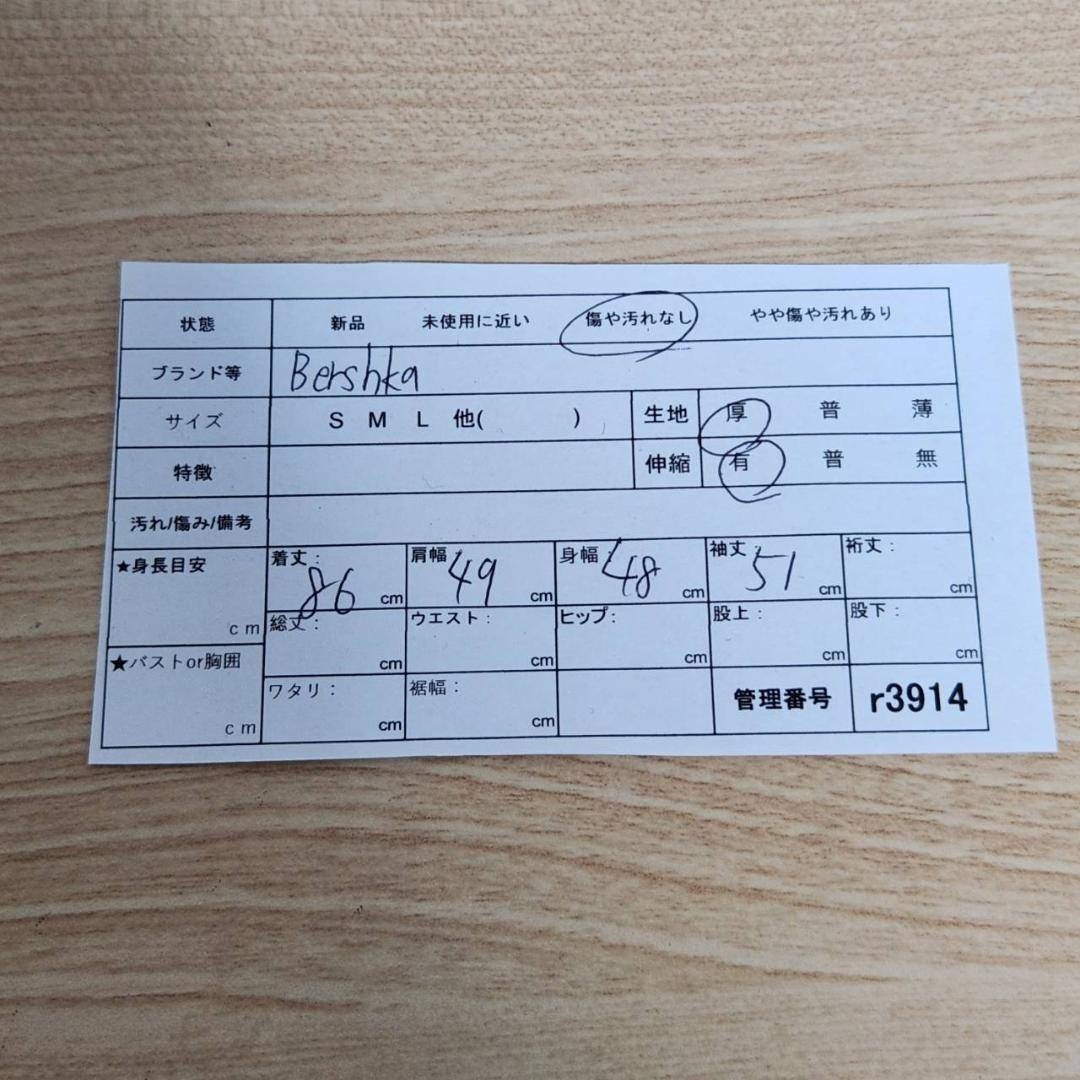 状態 新品 未使用に近い 傷や汚れなし やや傷や汚れあり
ブランド等 Bershka
サイズ S M L 他( ) 生地 厚 普 薄
特徴 伸縮 有 普 無
汚れ/傷み/備考
★身長目安 cm
着丈: 86 cm 肩幅 49 cm 身幅: 48 cm 袖丈: 51 cm 裄丈: cm
総丈: cm ウエスト: cm ヒップ: cm 股上: cm 股下: cm
★バストor胸囲 cm
ワタリ: cm 裾幅: cm 管理番号 r3914